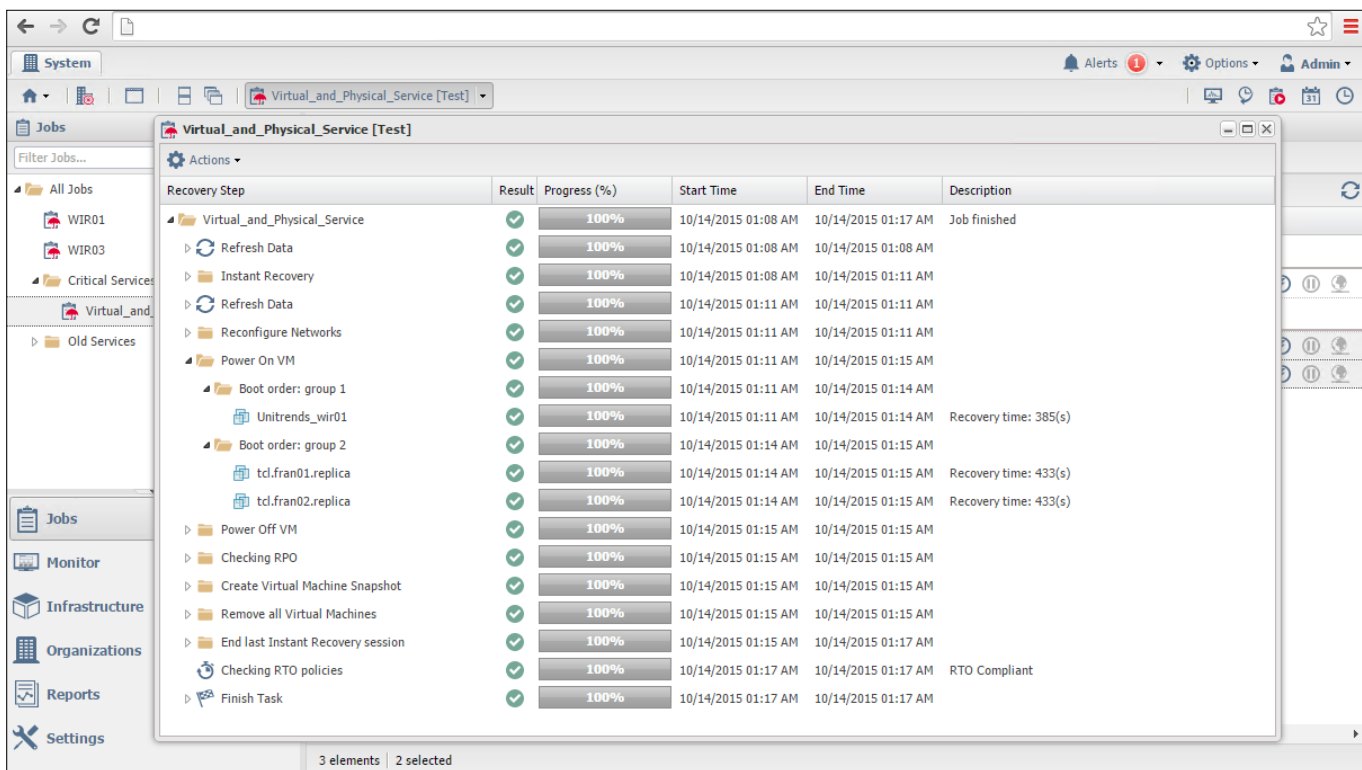 System
Alerts 1 Options Admin
Virtual_and_Physical_Service [Test]
31
Jobs
Filter Jobs...
All Jobs
WIR01
WIR03
Critical Services
Virtual_and_
Old Services
Jobs
Monitor
Infrastructure
Organizations
Reports
Settings
Virtual_and_Physical_Service [Test]
Actions
Recovery Step Result Progress (%) Start Time End Time Description
Virtual_and_Physical_Service 100% 10/14/2015 01:08 AM 10/14/2015 01:17 AM Job finished
Refresh Data 100% 10/14/2015 01:08 AM 10/14/2015 01:08 AM
Instant Recovery 100% 10/14/2015 01:08 AM 10/14/2015 01:11 AM
Refresh Data 100% 10/14/2015 01:11 AM 10/14/2015 01:11 AM
Reconfigure Networks 100% 10/14/2015 01:11 AM 10/14/2015 01:11 AM
Power On VM 100% 10/14/2015 01:11 AM 10/14/2015 01:15 AM
Boot order: group 1 100% 10/14/2015 01:11 AM 10/14/2015 01:14 AM
Unitrends_wir01 100% 10/14/2015 01:11 AM 10/14/2015 01:14 AM Recovery time: 385(s)
Boot order: group 2 100% 10/14/2015 01:14 AM 10/14/2015 01:15 AM
tcl.fran01.replica 100% 10/14/2015 01:14 AM 10/14/2015 01:15 AM Recovery time: 433(s)
tcl.fran02.replica 100% 10/14/2015 01:14 AM 10/14/2015 01:15 AM Recovery time: 433(s)
Power Off VM 100% 10/14/2015 01:15 AM 10/14/2015 01:15 AM
Checking RPO 100% 10/14/2015 01:15 AM 10/14/2015 01:15 AM
Create Virtual Machine Snapshot 100% 10/14/2015 01:15 AM 10/14/2015 01:15 AM
Remove all Virtual Machines 100% 10/14/2015 01:15 AM 10/14/2015 01:15 AM
End last Instant Recovery session 100% 10/14/2015 01:15 AM 10/14/2015 01:17 AM
Checking RTO policies 100% 10/14/2015 01:17 AM 10/14/2015 01:17 AM RTO Compliant
Finish Task 100% 10/14/2015 01:17 AM 10/14/2015 01:17 AM
3 elements 2 selected